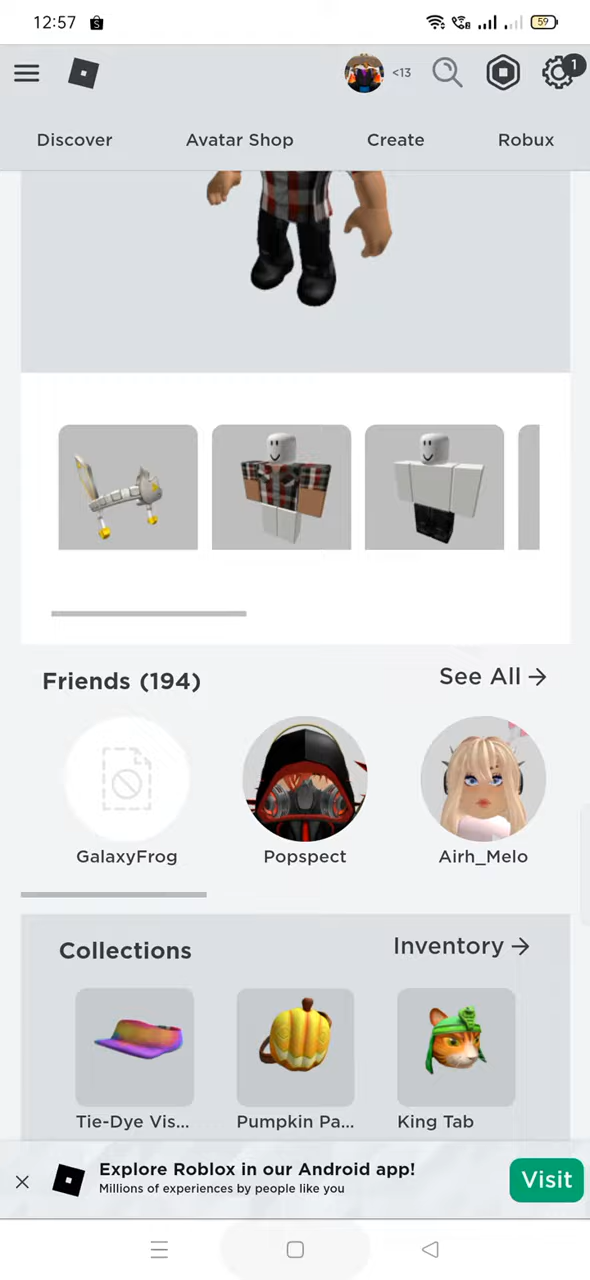 12:57
59
<13
1
Discover
Avatar Shop
Create
Robux
Friends (194)
See All →
GalaxyFrog
Popspect
Airh_Melo
Collections
Inventory →
Tie-Dye Vis...
Pumpkin Pa...
King Tab
Explore Roblox in our Android app!
Millions of experiences by people like you
Visit